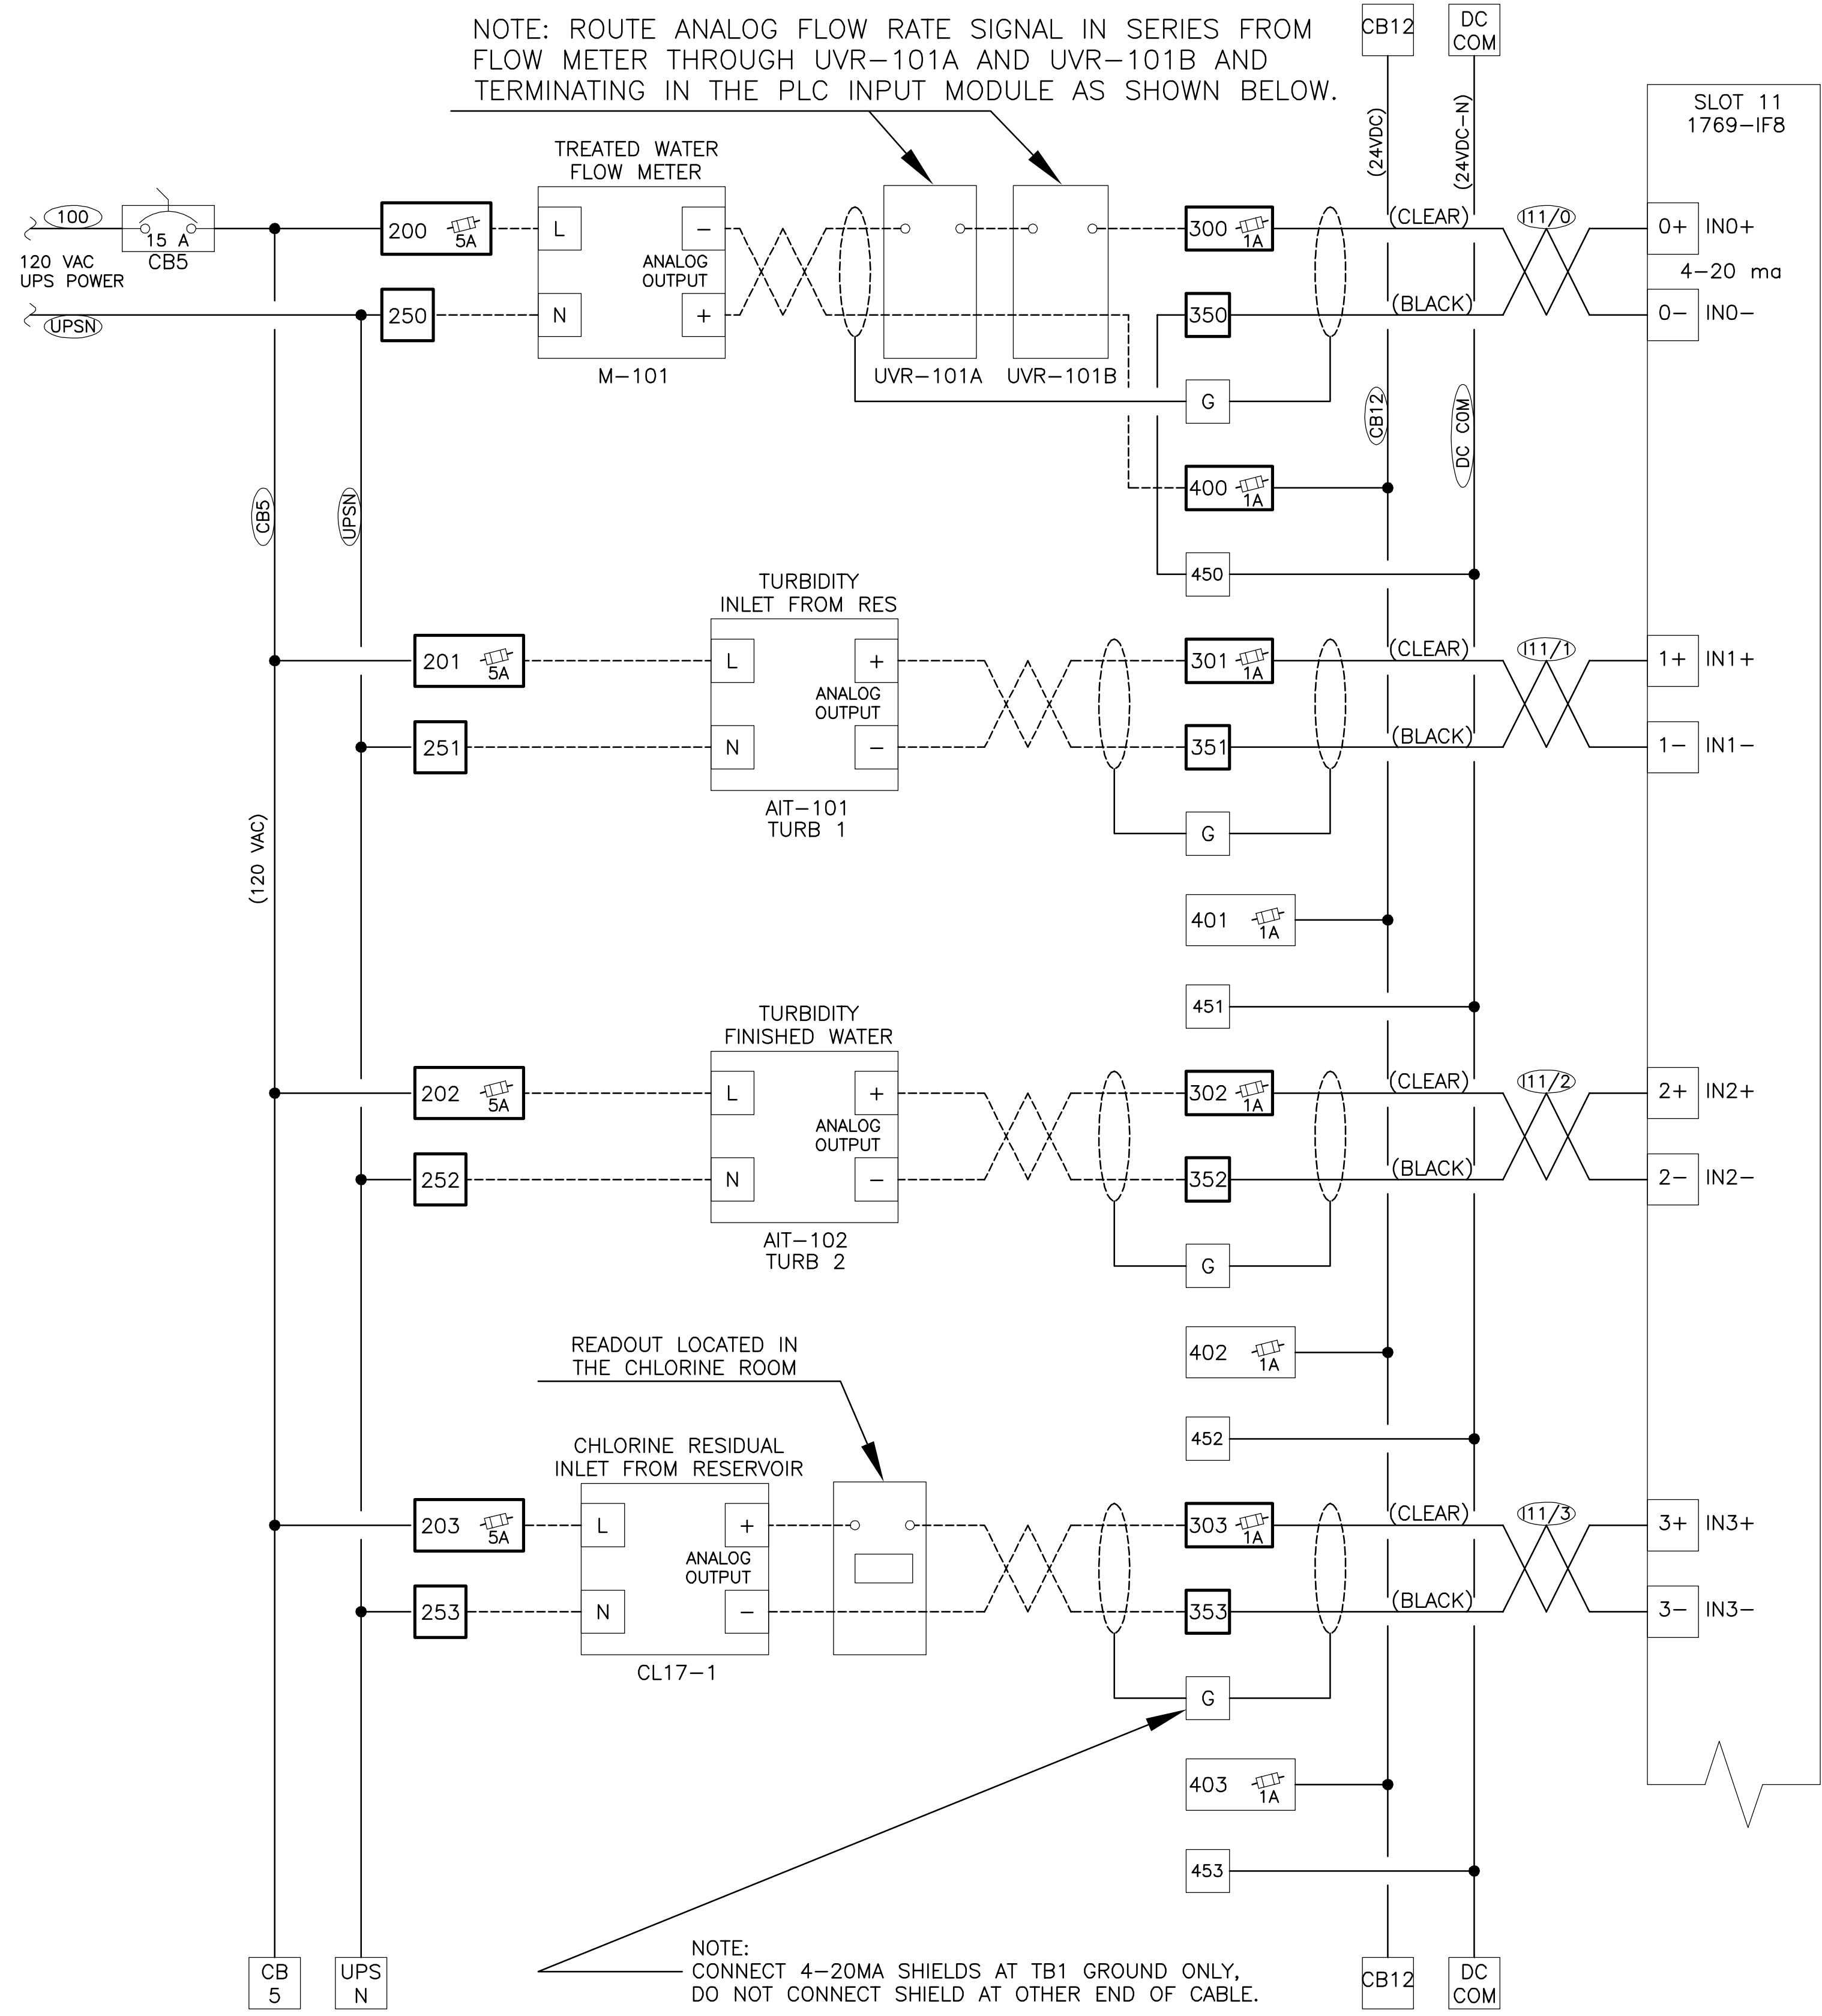 NOTE: ROUTE ANALOG FLOW RATE SIGNAL IN SERIES FROM
FLOW METER THROUGH UVR-101A AND UVR-101B AND
TERMINATING IN THE PLC INPUT MODULE AS SHOWN BELOW.
CB12
DC
COM
(24VDC)
(24VDC-N)
SLOT 11
1769-IF8
TREATED WATER
FLOW METER
100
15 A
CB5
120 VAC
UPS POWER
UPSN
200
5A
250
L
N
-
ANALOG
OUTPUT
+
M-101
UVR-101A
UVR-101B
300
1A
350
G
(CLEAR)
(BLACK)
I11/0
0+
IN0+
4-20 ma
0-
IN0-
CB12
DC COM
400
1A
450
CB5
UPSN
(120 VAC)
TURBIDITY
INLET FROM RES
201
5A
251
L
N
+
ANALOG
OUTPUT
-
AIT-101
TURB 1
301
1A
351
G
(CLEAR)
(BLACK)
I11/1
1+
IN1+
1-
IN1-
401
1A
451
TURBIDITY
FINISHED WATER
202
5A
252
L
N
+
ANALOG
OUTPUT
-
AIT-102
TURB 2
302
1A
352
G
(CLEAR)
(BLACK)
I11/2
2+
IN2+
2-
IN2-
402
1A
452
READOUT LOCATED IN
THE CHLORINE ROOM
CHLORINE RESIDUAL
INLET FROM RESERVOIR
203
5A
253
L
N
+
ANALOG
OUTPUT
-
CL17-1
303
1A
353
G
(CLEAR)
(BLACK)
I11/3
3+
IN3+
3-
IN3-
403
1A
453
NOTE:
CONNECT 4-20MA SHIELDS AT TB1 GROUND ONLY,
DO NOT CONNECT SHIELD AT OTHER END OF CABLE.
CB
5
UPS
N
CB12
DC
COM